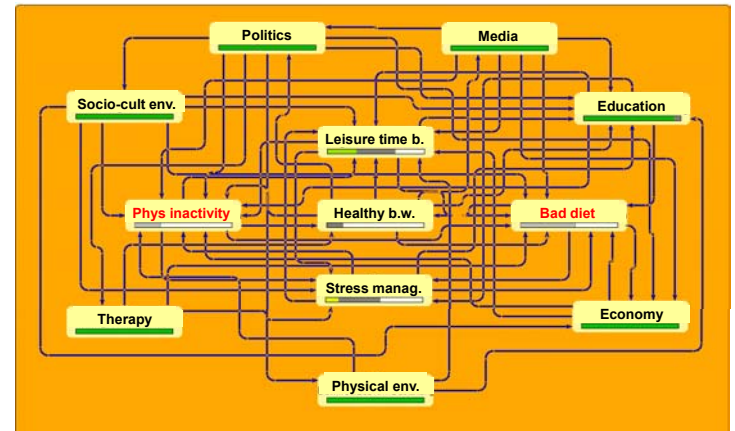 Politics
Media
Socio-cult env.
Education
Leisure time b.
Phys inactivity
Healthy b.w.
Bad diet
Stress manag.
Therapy
Economy
Physical env.